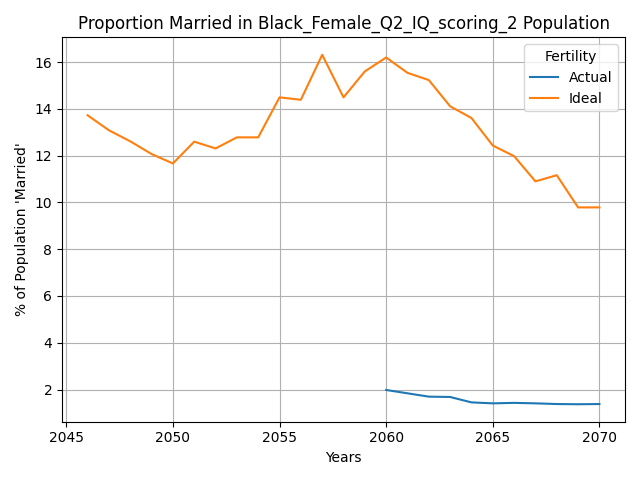 Proportion Married in Black_Female_Q2_IQ_scoring_2 Population
% of Population 'Married'
16
14
12
10
8
6
4
2
Fertility
Actual
Ideal
2045 2050 2055 2060 2065 2070
Years